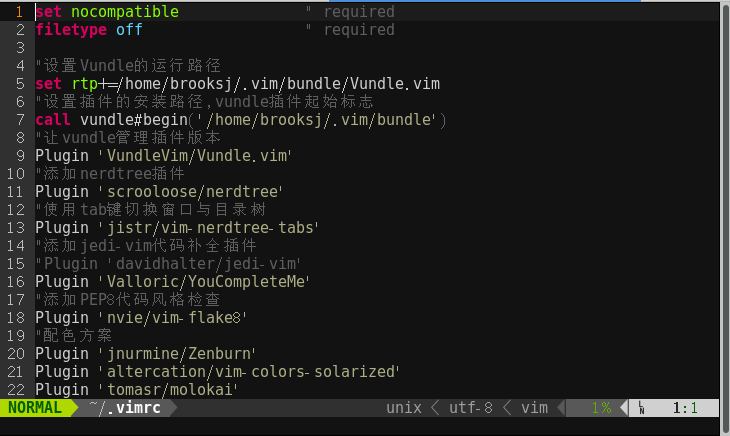 1 set nocompatible " required
2 filetype off " required
3
4 "设置Vundle的运行路径
5 set rtp+=/home/brooksj/.vim/bundle/Vundle.vim
6 "设置插件的安装路径,vundle插件起始标志
7 call vundle#begin('/home/brooksj/.vim/bundle')
8 "让vundle管理插件版本
9 Plugin 'VundleVim/Vundle.vim'
10 "添加nerdtree插件
11 Plugin 'scrooloose/nerdtree'
12 "使用tab键切换窗口与目录树
13 Plugin 'jistr/vim-nerdtree-tabs'
14 "添加jedi-vim代码补全插件
15 "Plugin 'davidhalter/jedi-vim'
16 Plugin 'Valloric/YouCompleteMe'
17 "添加PEP8代码风格检查
18 Plugin 'nvie/vim-flake8'
19 "配色方案
20 Plugin 'jnurmine/Zenburn'
21 Plugin 'altercation/vim-colors-solarized'
22 Plugin 'tomasr/molokai'
NORMAL ~/.vimrc unix < utf-8 < vim 1% LN 1:1